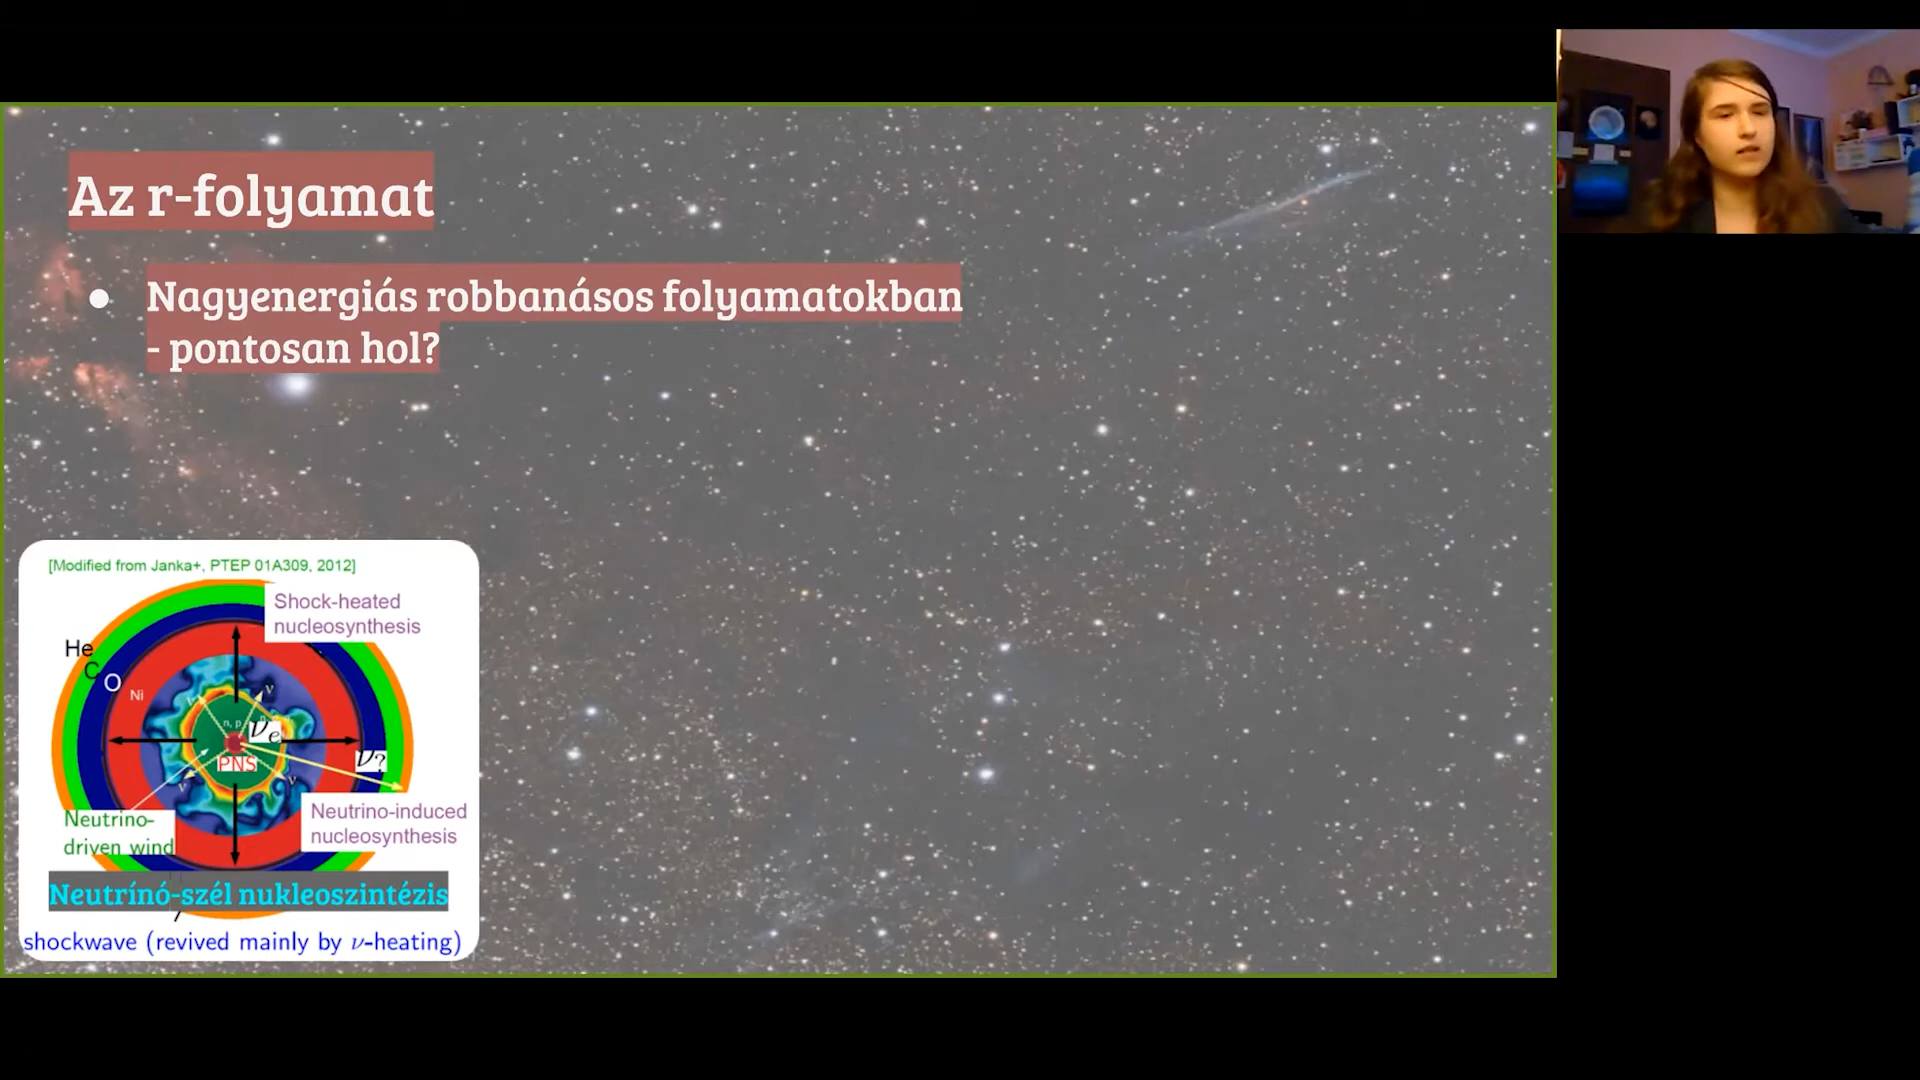 Az r-folyamat
● Nagyenergiás robbanásos folyamatokban
- pontosan hol?
[Modified from Janka+, PTEP 01A309, 2012]
Shock-heated
nucleosynthesis
He
C
O
Ni
ν
ν
n, p
νe
PNS
ν?
ν
ν
Neutrino-
driven wind
Neutrino-induced
nucleosynthesis
Neutrínó-szél nukleoszintézis
shockwave (revived mainly by ν-heating)